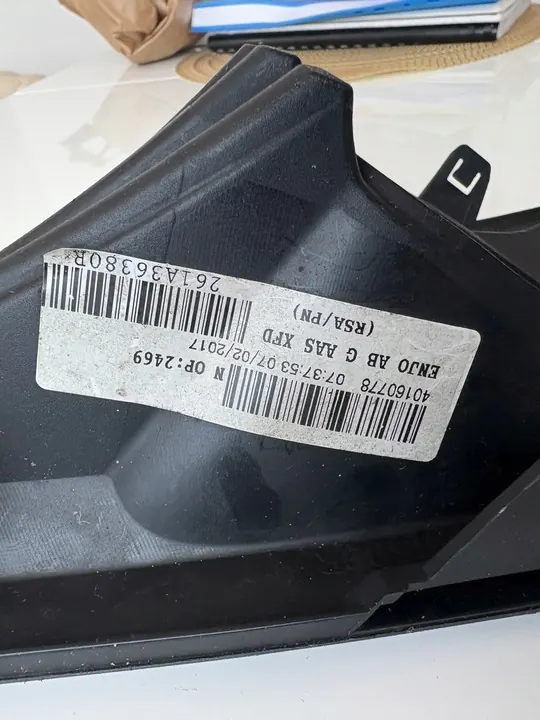 40160778 07:37:53 07/02/2017
N OP:2469
ENJO AB G AAS XFD
(RSA/PN)
261A36380R